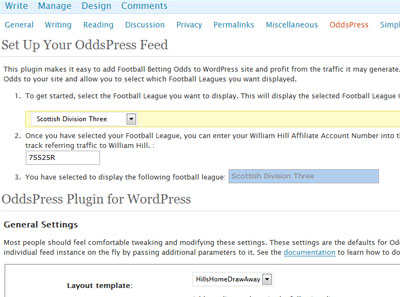 Write Manage Design Comments
General Writing Reading Discussion Privacy Permalinks Miscellaneous OddsPress
Set Up Your OddsPress Feed
This plugin makes it easy to add Football Betting Odds to WordPress site and profit from the traffic it may generate.
Odds to your site and allow you to select which Football Leagues you want displayed.
1. To get started, select the Football League you want to display. This will display the selected Football League
Scottish Division Three
2. Once you have selected your Football League, you can enter your William Hill Affiliate Account Number into
track referring traffic to William Hill. :
7S52SR
3. You have selected to display the following football league: Scottish Division Three
OddsPress Plugin for WordPress
General Settings
Most people should feel comfortable tweaking and modifying these settings. These settings are the defaults for
individual feed instance on the fly by passing additional parameters to it. See the documentation to learn how to
Layout template: HillsHomeDrawAway